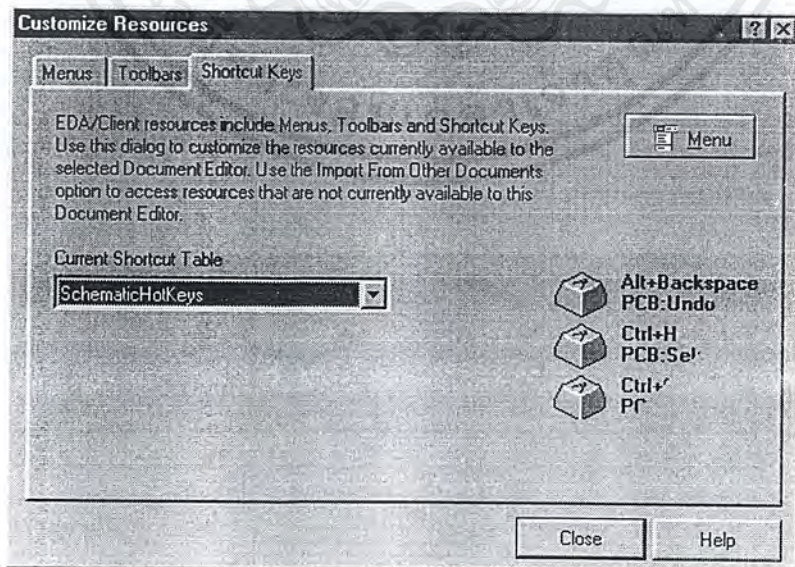 Customize Resources
Menus
Toolbars
Shortcut Keys
EDA/Client resources include Menus, Toolbars and Shortcut Keys.
Use this dialog to customize the resources currently available to the
selected Document Editor. Use the Import From Other Documents
option to access resources that are not currently available to this
Document Editor.
Menu
Current Shortcut Table
SchematicHotKeys
Alt+Backspace
PCB:Undo
Ctrl+H
Ctrl+
Close
Help